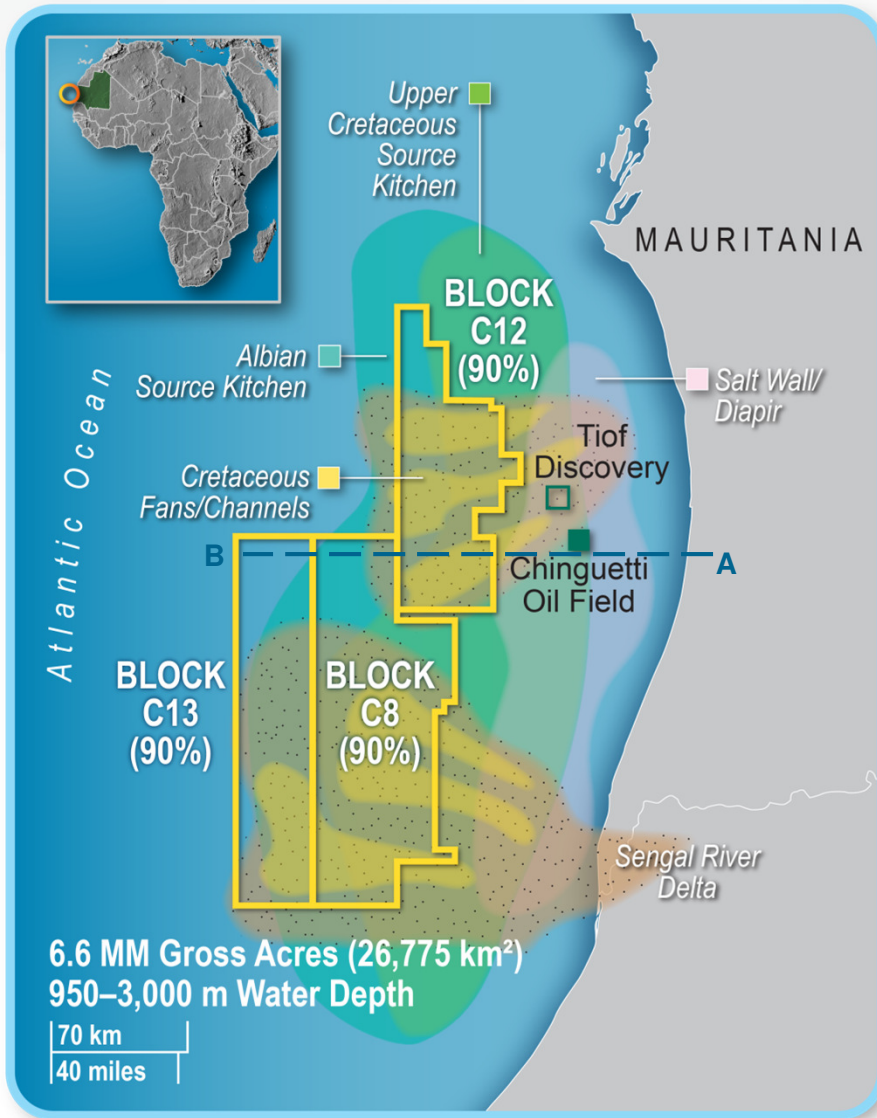 Upper
Cretaceous
Source
Kitchen
MAURITANIA
BLOCK
C12
(90%)
Albian
Source Kitchen
Salt Wall/
Diapir
Atlantic Ocean
Tiof
Discovery
Cretaceous
Fans/Channels
B
A
Chinguetti
Oil Field
BLOCK
C13
(90%)
BLOCK
C8
(90%)
Sengal River
Delta
6.6 MM Gross Acres (26,775 km²)
950–3,000 m Water Depth
70 km
40 miles